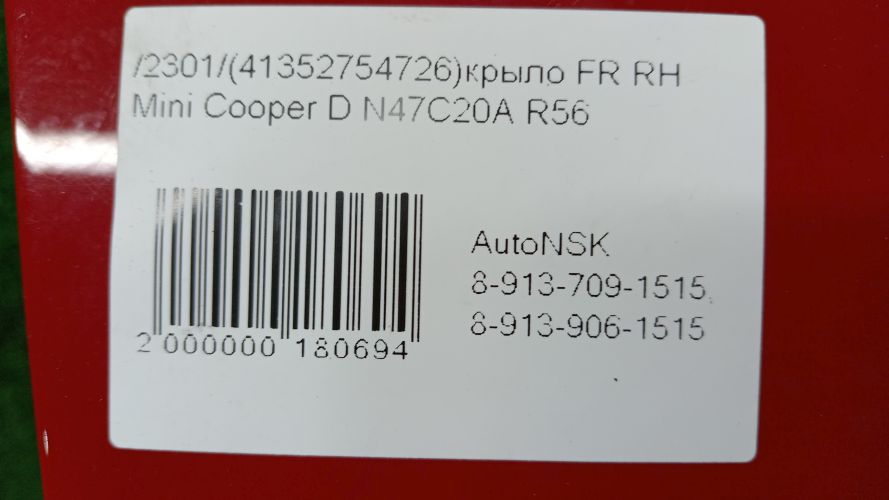 /2301/(41352754726)крыло FR RH
Mini Cooper D N47C20A R56
AutoNSK
8-913-709-1515
8-913-906-1515
2 000000 180694